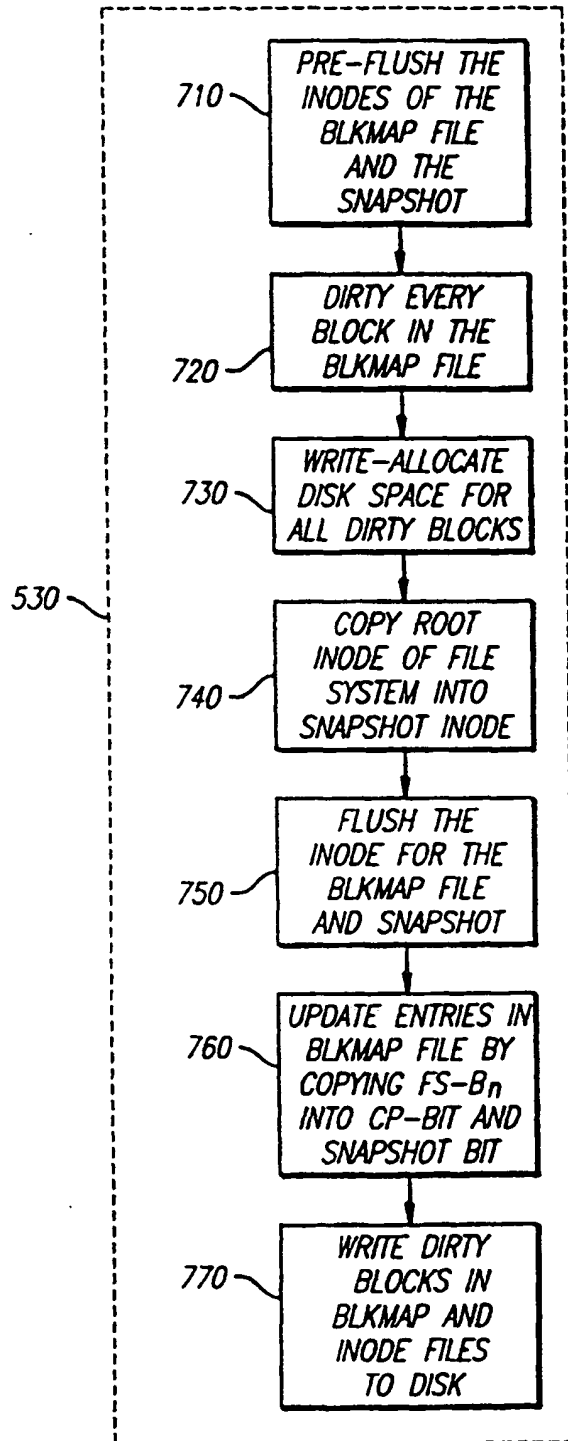 710
PRE-FLUSH THE
INODES OF THE
BLKMAP FILE
AND THE
SNAPSHOT
720
DIRTY EVERY
BLOCK IN THE
BLKMAP FILE
730
WRITE-ALLOCATE
DISK SPACE FOR
ALL DIRTY BLOCKS
530
740
COPY ROOT
INODE OF FILE
SYSTEM INTO
SNAPSHOT INODE
750
FLUSH THE
INODE FOR THE
BLKMAP FILE
AND SNAPSHOT
760
UPDATE ENTRIES IN
BLKMAP FILE BY
COPYING FS-Bn
INTO CP-BIT AND
SNAPSHOT BIT
770
WRITE DIRTY
BLOCKS IN
BLKMAP AND
INODE FILES
TO DISK